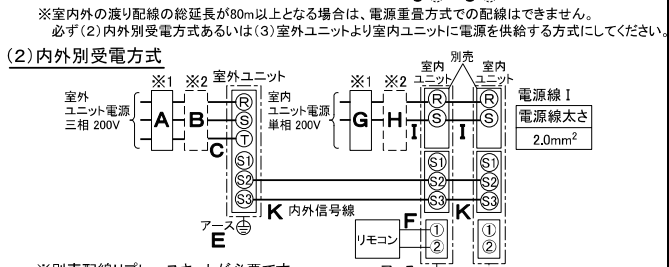 ※室内外の渡り配線の総延長が80m以上となる場合は、電源重畳方式での配線はできません。
必ず(2)内外別受電方式あるいは(3)室外ユニットより室内ユニットに電源を供給する方式にしてください。
(2)内外別受電方式
※1 ※2 室外ユニット
室外
ユニット電源
三相 200V
A B C
R
S
T
S1
S2
S3
アース
E
K 内外信号線
※1 ※2
室内
ユニット電源
単相 200V
G H I
室内
ユニット
別売
室内
ユニット
R
S
S1
S2
S3
I
R
S
S1
S2
S3
K
F
リモコン
①
②
①
②
電源線 I
電源線太さ
2.0mm²